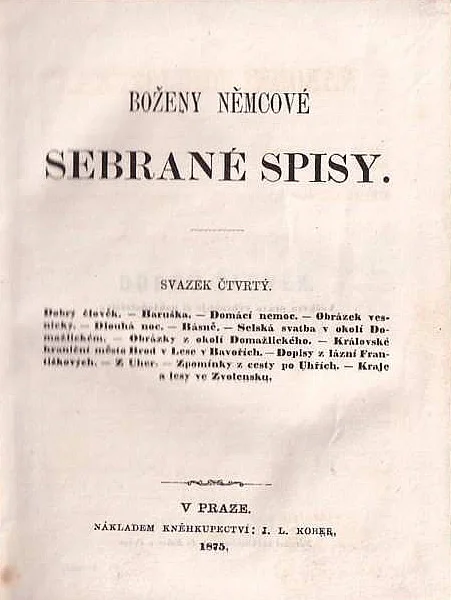 BOŽENY NĚMCOVÉ
SEBRANÉ SPISY.
SVAZEK ČTVRTÝ.
Dobrý člověk. — Baruška. — Domácí nemoc. — Obrázek ves-
nický. — Dlouhá noc. — Básně. — Selská svatba v okolí Do-
mažlickém. — Obrázky z okolí Domažlického. — Královské
hraniční město Brod v Lese v Bavořích. — Dopisy z lázní Fran-
tiškových. — Z Uher. — Zpomínky z cesty po Uhřích. — Kraje
a lesy ve Zvolensku.
V PRAZE.
NÁKLADEM KNĚHKUPECTVÍ: J. L. KOBER,
1875.